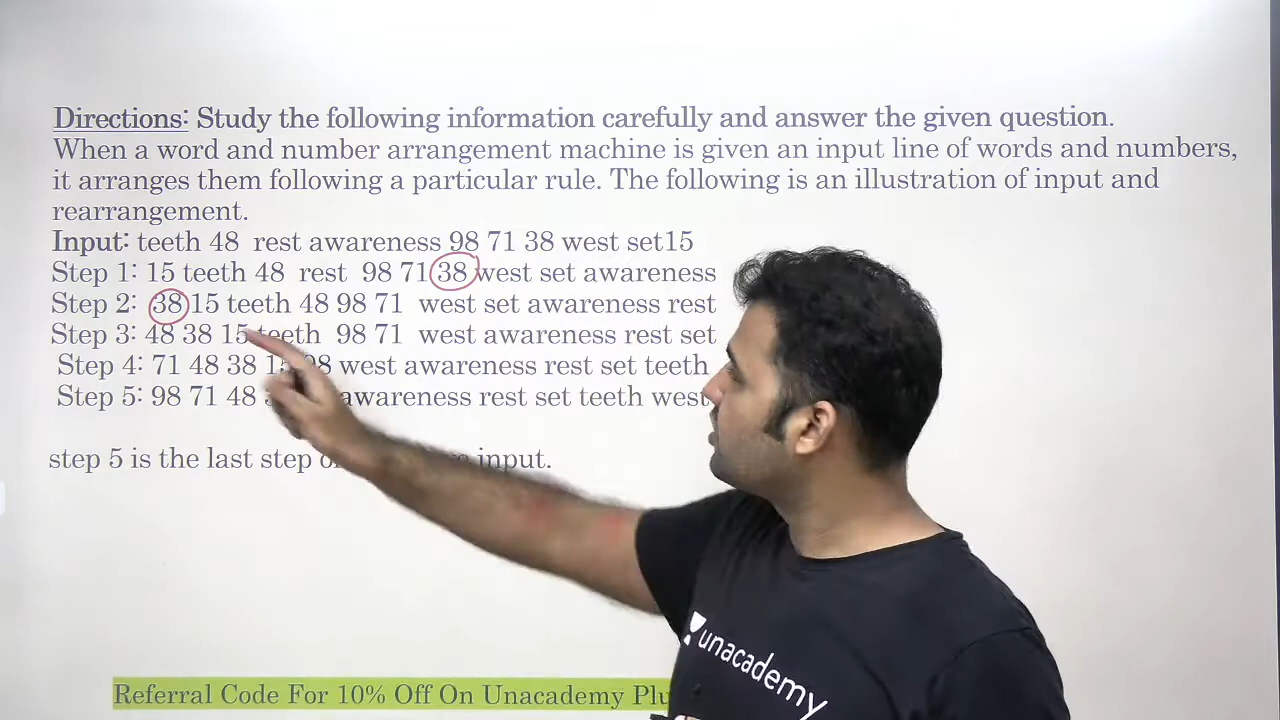 Directions: Study the following information carefully and answer the given question.
When a word and number arrangement machine is given an input line of words and numbers,
it arranges them following a particular rule. The following is an illustration of input and
rearrangement.
Input: teeth 48 rest awareness 98 71 38 west set15
Step 1: 15 teeth 48 rest 98 71 38 west set awareness
Step 2: 38 15 teeth 48 98 71 west set awareness rest
Step 3: 48 38 15 teeth 98 71 west awareness rest set
Step 4: 71 48 38 98 west awareness rest set teeth
Step 5: 98 71 48 awareness rest set teeth west
step 5 is the last step input.
unacademy
Referral Code For 10% Off On Unacademy